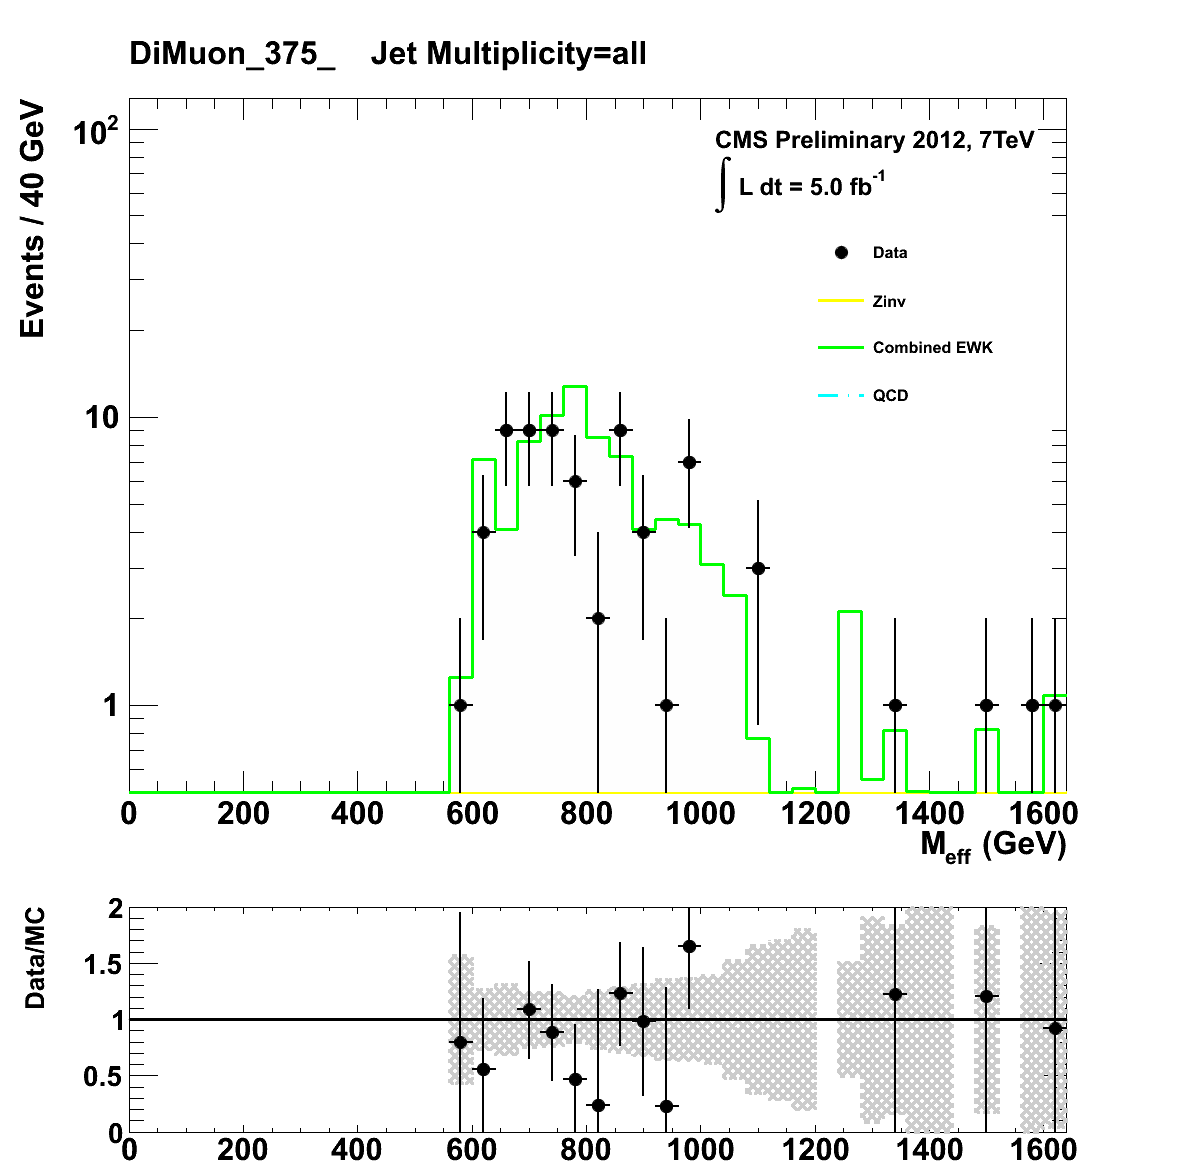 DiMuon_375_ Jet Multiplicity=all
Events / 40 GeV
10²
10
1
CMS Preliminary 2012, 7TeV
∫ L dt = 5.0 fb⁻¹
Data
Zinv
Combined EWK
QCD
0 200 400 600 800 1000 1200 1400 1600
M_eff (GeV)
Data/MC
2
1.5
1
0.5
0
0 200 400 600 800 1000 1200 1400 1600